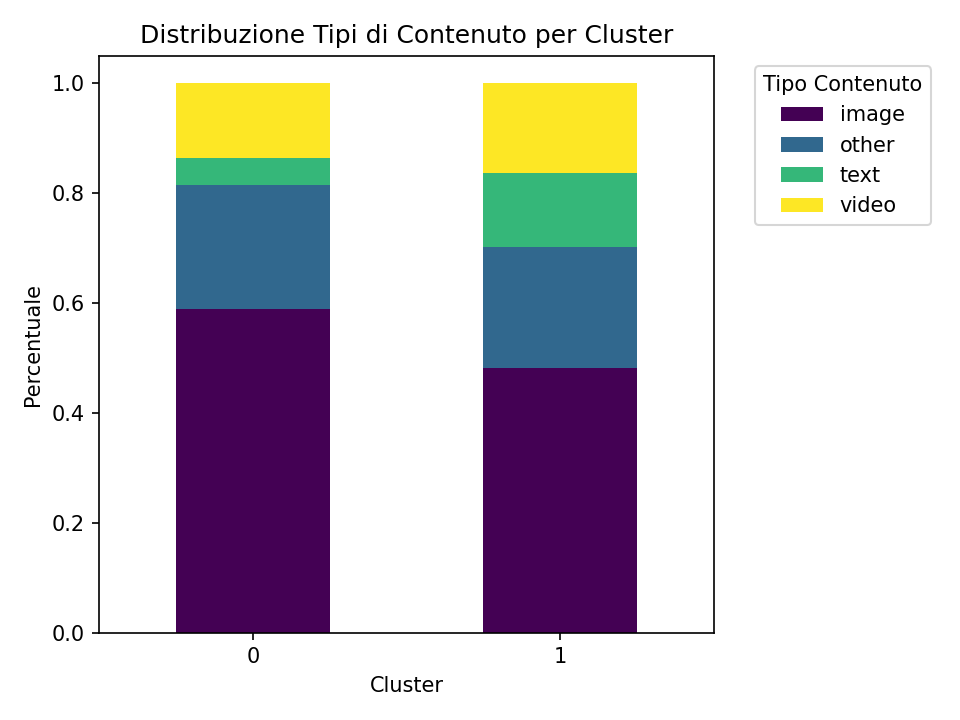 Distribuzione Tipi di Contenuto per Cluster
Tipo Contenuto
image
other
text
video
Percentuale
1.0
0.8
0.6
0.4
0.2
0.0
0 1
Cluster